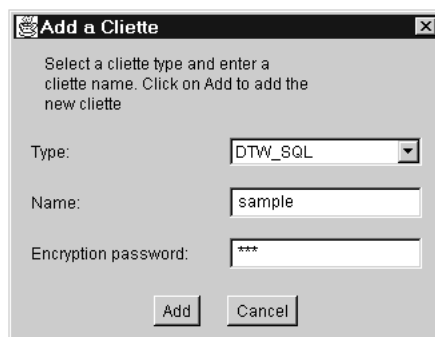 Add a Cliette
Select a cliette type and enter a
cliette name. Click on Add to add the
new cliette
Type: DTW_SQL
Name: sample
Encryption password: ***
Add Cancel